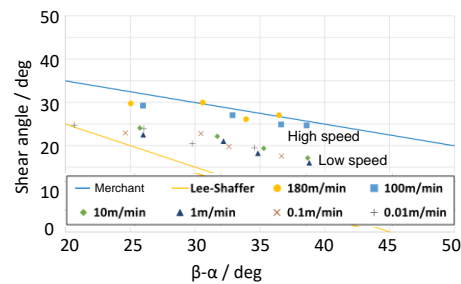 50
40
30
20
10
0
Shear angle / deg
High speed
Low speed
Merchant Lee-Shaffer 180m/min 100m/min
10m/min 1m/min 0.1m/min 0.01m/min
20 25 30 35 40 45 50
β-α / deg